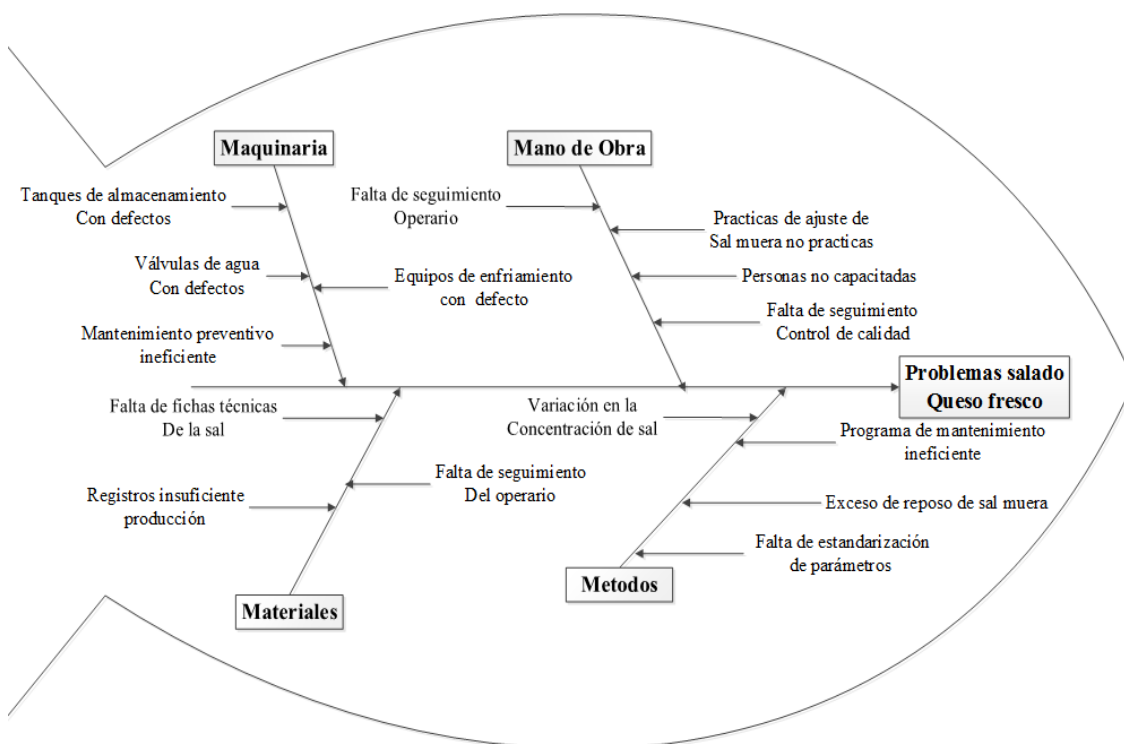 Maquinaria
Mano de Obra
Tanques de almacenamiento
Con defectos
Válvulas de agua
Con defectos
Equipos de enfriamiento
con defecto
Mantenimiento preventivo
ineficiente
Falta de seguimiento
Operario
Practicas de ajuste de
Sal muera no practicas
Personas no capacitadas
Falta de seguimiento
Control de calidad
Problemas salado
Queso fresco
Falta de fichas técnicas
De la sal
Falta de seguimiento
Del operario
Registros insuficiente
producción
Materiales
Variación en la
Concentración de sal
Programa de mantenimiento
ineficiente
Exceso de reposo de sal muera
Falta de estandarización
de parámetros
Metodos